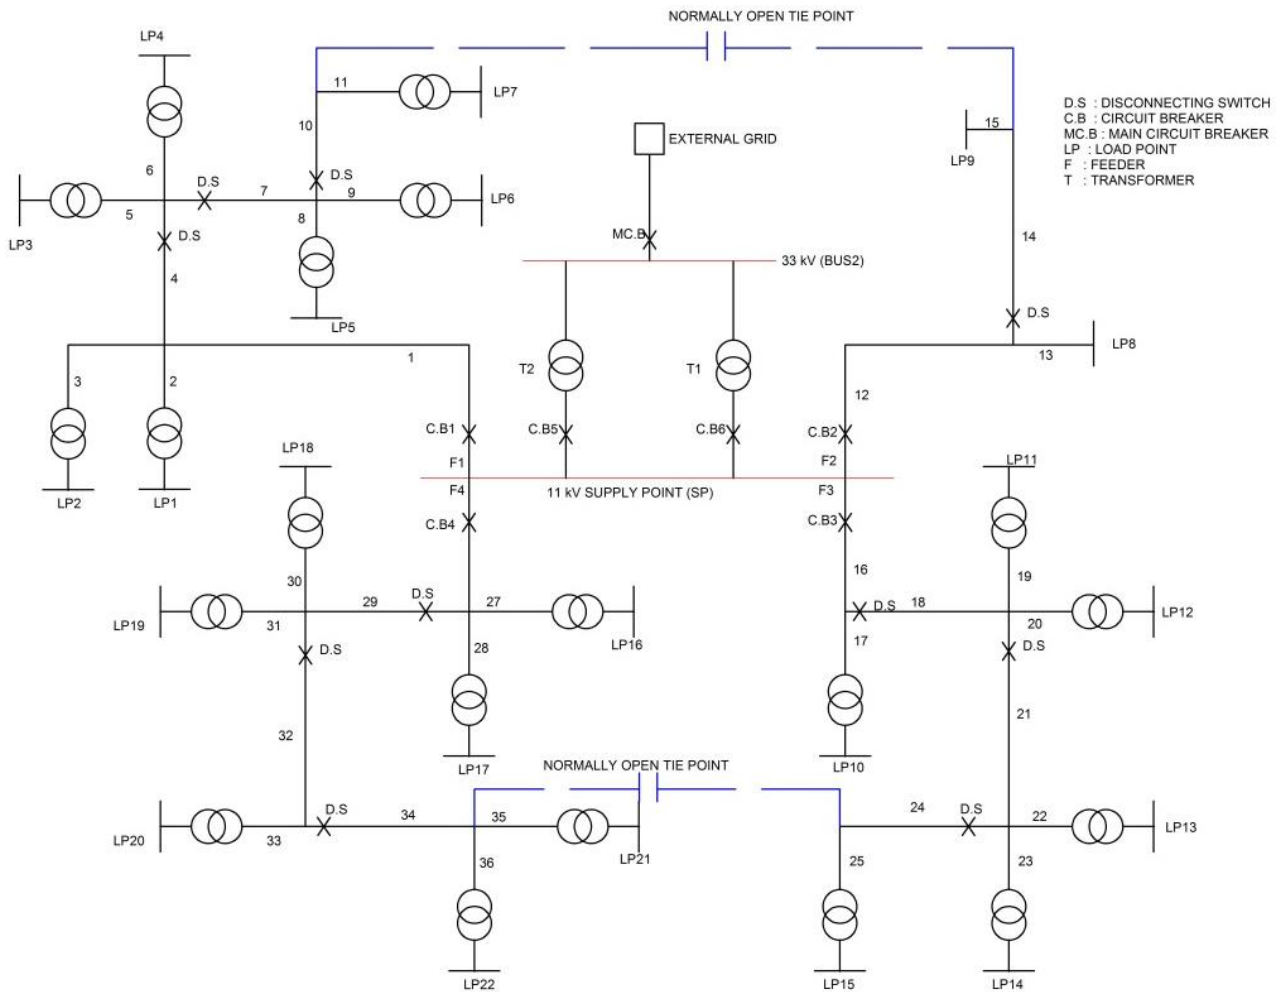 NORMALLY OPEN TIE POINT
LP4
11
LP7
10
D.S : DISCONNECTING SWITCH
C.B : CIRCUIT BREAKER
MC.B : MAIN CIRCUIT BREAKER
LP : LOAD POINT
F : FEEDER
T : TRANSFORMER
EXTERNAL GRID
15
LP9
6
D.S
7
D.S
9
LP6
5
8
LP3
D.S
MC.B
14
33 kV (BUS2)
4
LP5
D.S
1
13
LP8
3
2
T2
T1
12
C.B1
C.B5
C.B6
C.B2
LP18
F1
F2
LP11
LP2
LP1
F4
11 kV SUPPLY POINT (SP)
F3
C.B4
C.B3
30
16
19
29
D.S
27
D.S
18
LP12
LP19
31
20
28
LP16
17
D.S
D.S
21
32
LP17
NORMALLY OPEN TIE POINT
LP10
D.S
34
35
24
D.S
22
LP13
LP20
33
LP21
36
25
23
LP22
LP15
LP14